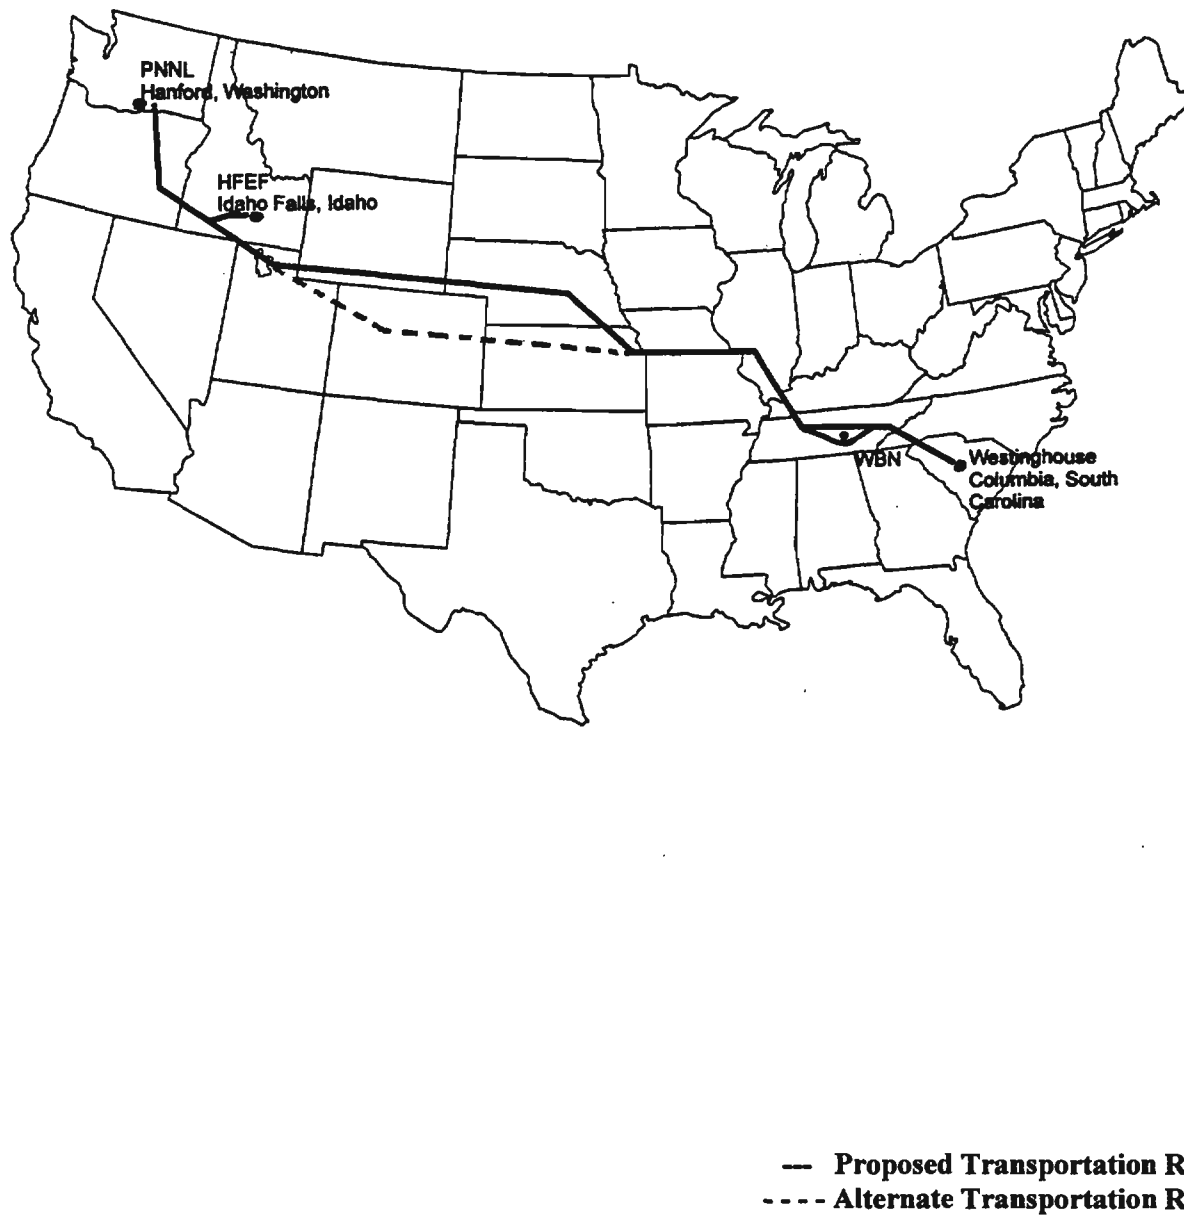 PNNL
Hanford, Washington
HFEF
Idaho Falls, Idaho
WBN
Westinghouse
Columbia, South
Carolina
--- Proposed Transportation R
---- Alternate Transportation R